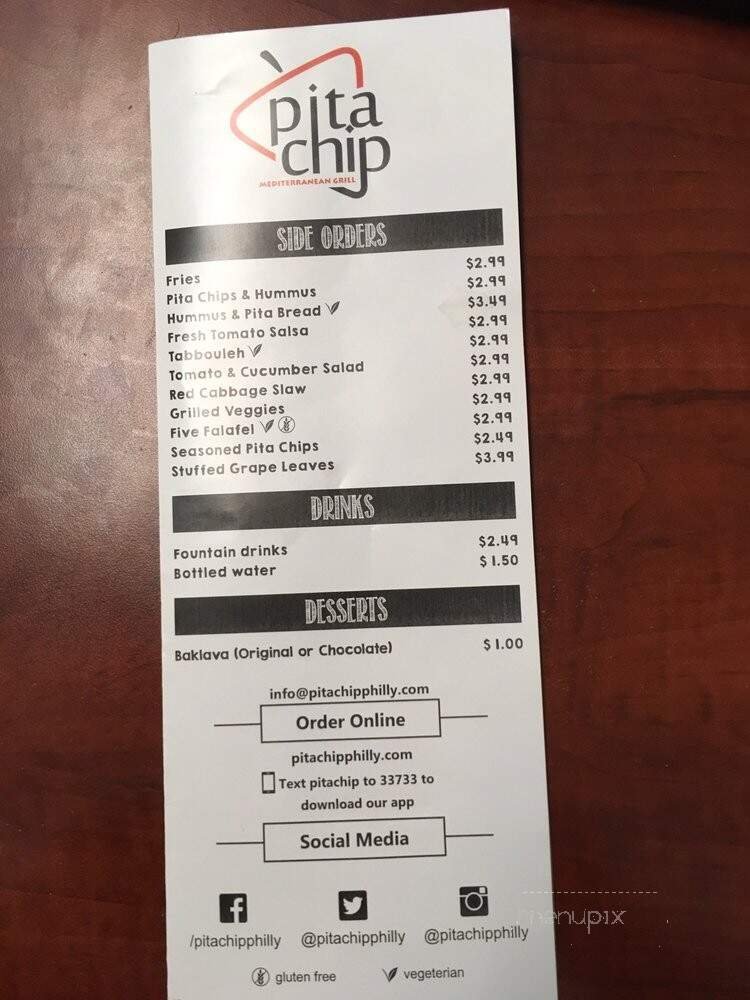 pita
chip
MEDITERRANEAN GRILL
SIDE ORDERS
Fries $2.99
Pita Chips & Hummus $2.99
Hummus & Pita Bread $3.49
Fresh Tomato Salsa $2.99
Tabbouleh $2.99
Tomato & Cucumber Salad $2.99
Red Cabbage Slaw $2.99
Grilled Veggies $2.99
Five Falafel $2.99
Seasoned Pita Chips $2.49
Stuffed Grape Leaves $3.99
DRINKS
Fountain drinks $2.49
Bottled water $1.50
DESSERTS
Baklava (Original or Chocolate) $1.00
info@pitachipphilly.com
Order Online
pitachipphilly.com
Text pitachip to 33733 to
download our app
Social Media
/pitachipphilly @pitachipphilly @pitachipphilly
gluten free vegeterian
menupix